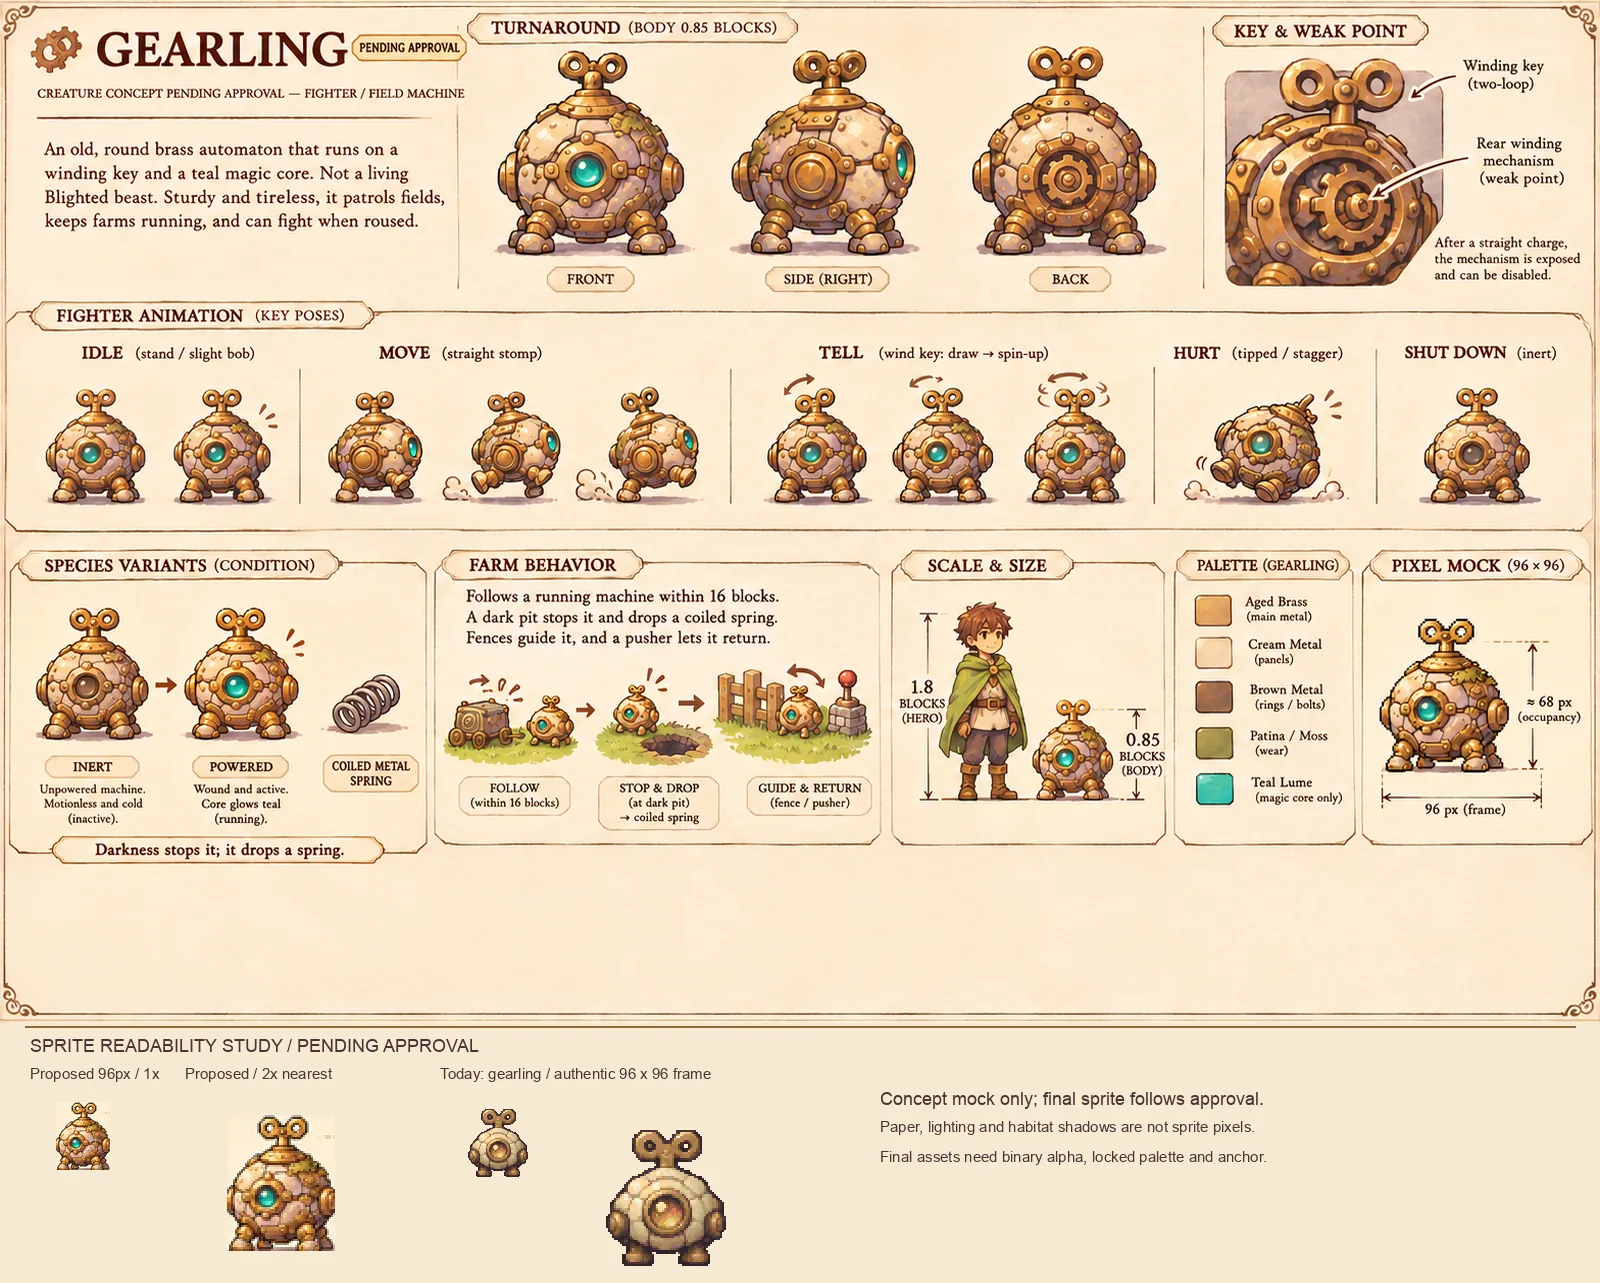 GEARLING
PENDING APPROVAL
CREATURE CONCEPT PENDING APPROVAL — FIGHTER / FIELD MACHINE
An old, round brass automaton that runs on a
winding key and a teal magic core. Not a living
Blighted beast. Sturdy and tireless, it patrols fields,
keeps farms running, and can fight when roused.
TURNAROUND (BODY 0.85 BLOCKS)
FRONT
SIDE (RIGHT)
BACK
KEY & WEAK POINT
Winding key
(two-loop)
Rear winding
mechanism
(weak point)
After a straight charge,
the mechanism is exposed
and can be disabled.
FIGHTER ANIMATION (KEY POSES)
IDLE (stand / slight bob)
MOVE (straight stomp)
TELL (wind key: draw → spin-up)
HURT (tipped / stagger)
SHUT DOWN (inert)
SPECIES VARIANTS (CONDITION)
INERT
Unpowered machine.
Motionless and cold
(inactive).
POWERED
Wound and active.
Core glows teal
(running).
COILED METAL
SPRING
Darkness stops it; it drops a spring.
FARM BEHAVIOR
Follows a running machine within 16 blocks.
A dark pit stops it and drops a coiled spring.
Fences guide it, and a pusher lets it return.
FOLLOW
(within 16 blocks)
STOP & DROP
(at dark pit)
→ coiled spring
GUIDE & RETURN
(fence / pusher)
SCALE & SIZE
1.8
BLOCKS
(HERO)
0.85
BLOCKS
(BODY)
PALETTE (GEARLING)
Aged Brass
(main metal)
Cream Metal
(panels)
Brown Metal
(rings / bolts)
Patina / Moss
(wear)
Teal Lume
(magic core only)
PIXEL MOCK (96 × 96)
≈ 68 px
(occupancy)
96 px (frame)
SPRITE READABILITY STUDY / PENDING APPROVAL
Proposed 96px / 1x
Proposed / 2x nearest
Today: gearling / authentic 96 x 96 frame
Concept mock only; final sprite follows approval.
Paper, lighting and habitat shadows are not sprite pixels.
Final assets need binary alpha, locked palette and anchor.